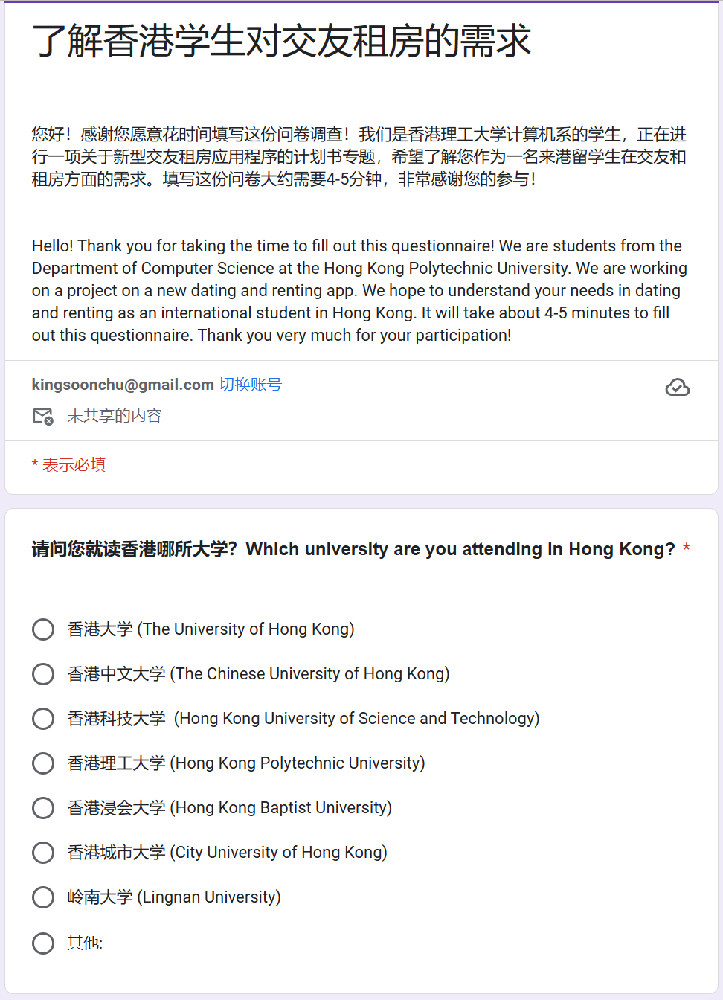 了解香港学生对交友租房的需求
您好！感谢您愿意花时间填写这份问卷调查！我们是香港理工大学计算机系的学生，正在进
行一项关于新型交友租房应用程序的计划书专题，希望了解您作为一名来港留学生在交友和
租房方面的需求。填写这份问卷大约需要4-5分钟，非常感谢您的参与！
Hello! Thank you for taking the time to fill out this questionnaire! We are students from the
Department of Computer Science at the Hong Kong Polytechnic University. We are working
on a project on a new dating and renting app. We hope to understand your needs in dating
and renting as an international student in Hong Kong. It will take about 4-5 minutes to fill
out this questionnaire. Thank you very much for your participation!
kingsoonchu@gmail.com 切换账号
未共享的内容
* 表示必填
请问您就读香港哪所大学？Which university are you attending in Hong Kong? *
香港大学 (The University of Hong Kong)
香港中文大学 (The Chinese University of Hong Kong)
香港科技大学 (Hong Kong University of Science and Technology)
香港理工大学 (Hong Kong Polytechnic University)
香港浸会大学 (Hong Kong Baptist University)
香港城市大学 (City University of Hong Kong)
岭南大学 (Lingnan University)
其他: